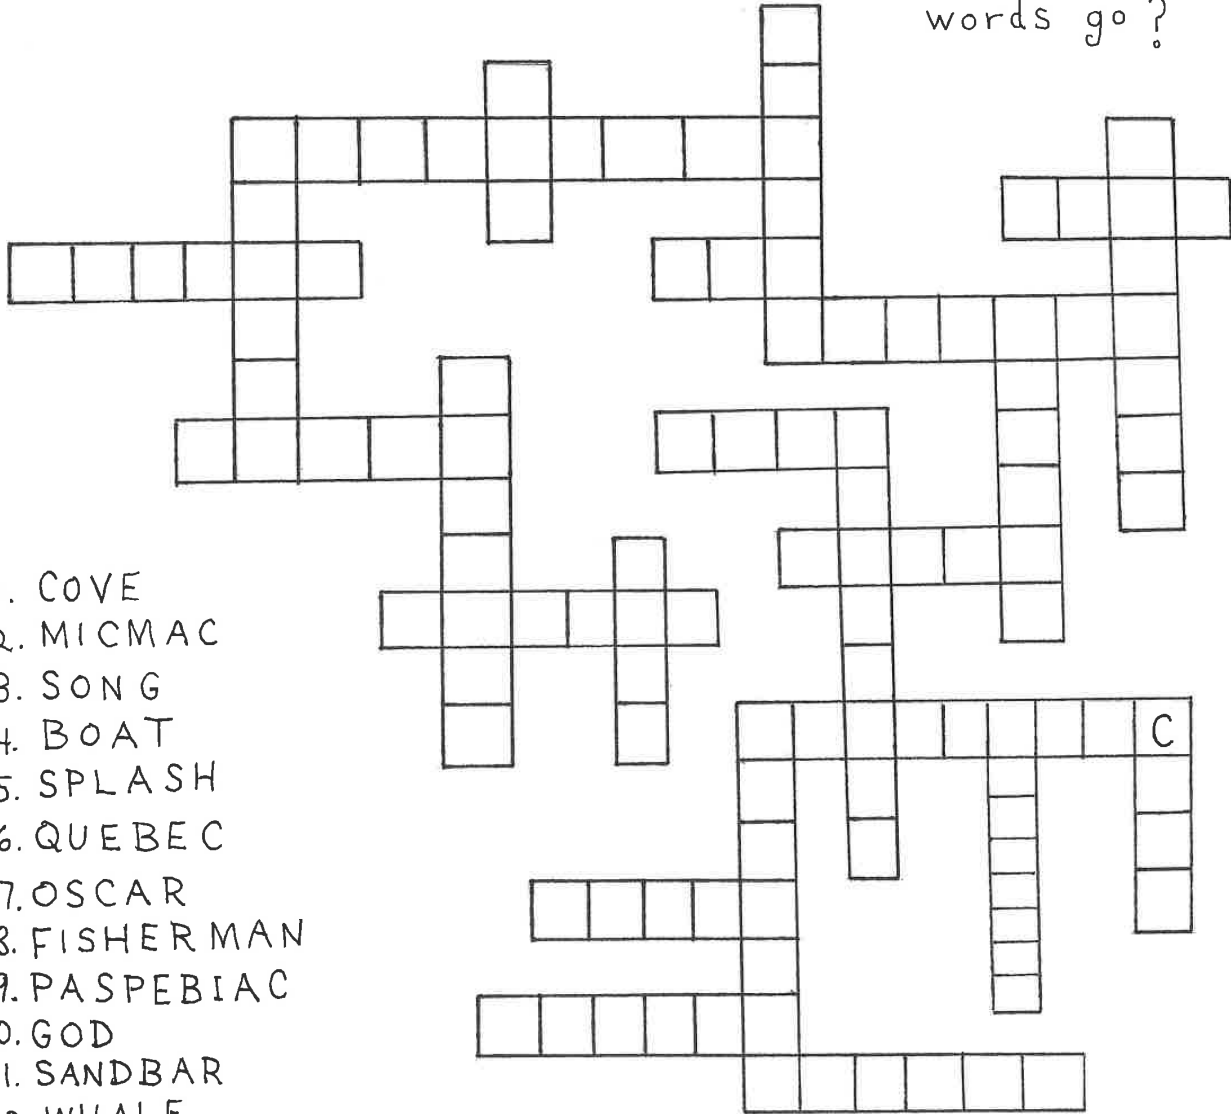 words go?
C
. COVE
2. MICMAC
3. SONG
4. BOAT
5. SPLASH
6. QUEBEC
7. OSCAR
8. FISHERMAN
9. PASPEBIAC
0. GOD
1. SANDBAR